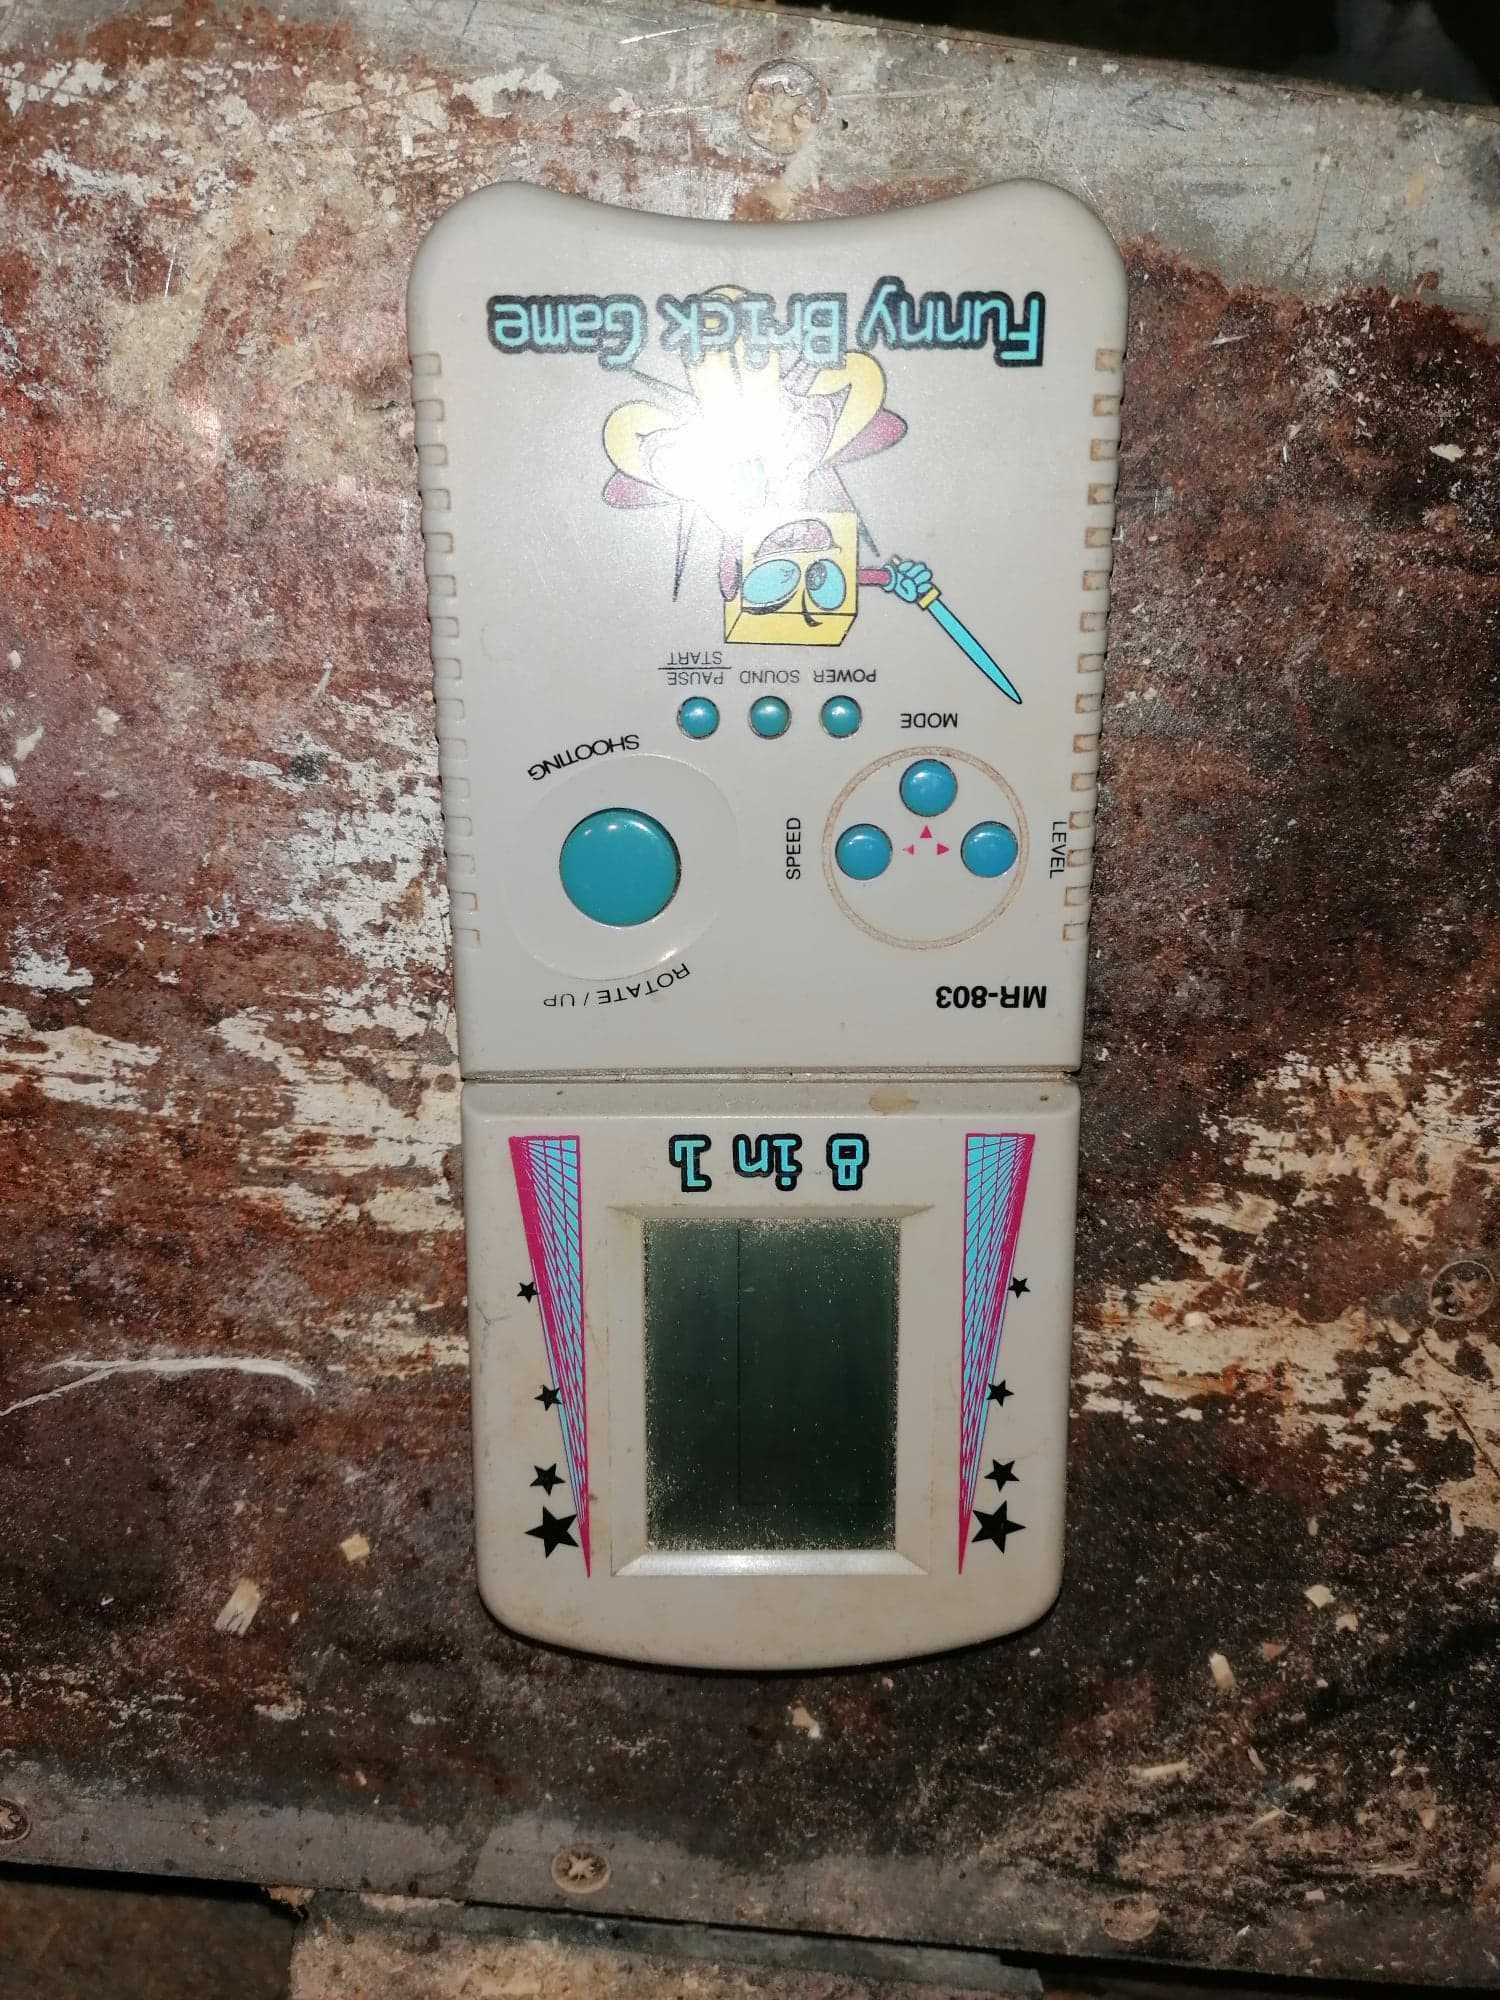 8 in 1
MR-803
ROTATE / UP
LEVEL
SPEED
SHOOTING
MODE
POWER SOUND PAUSE
START
Funny Brick Game